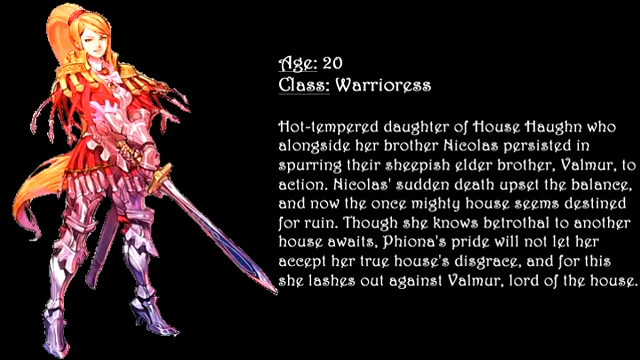 Age: 20
Class: Warrioress
Hot-tempered daughter of House Haughn who
alongside her brother Nicolas persisted in
spurring their sheepish elder brother, Valmur, to
action. Nicolas' sudden death upset the balance,
and now the once mighty house seems destined
for ruin. Though she knows betrothal to another
house awaits, Phiona's pride will not let her
accept her true house's disgrace, and for this
she lashes out against Valmur, lord of the house.